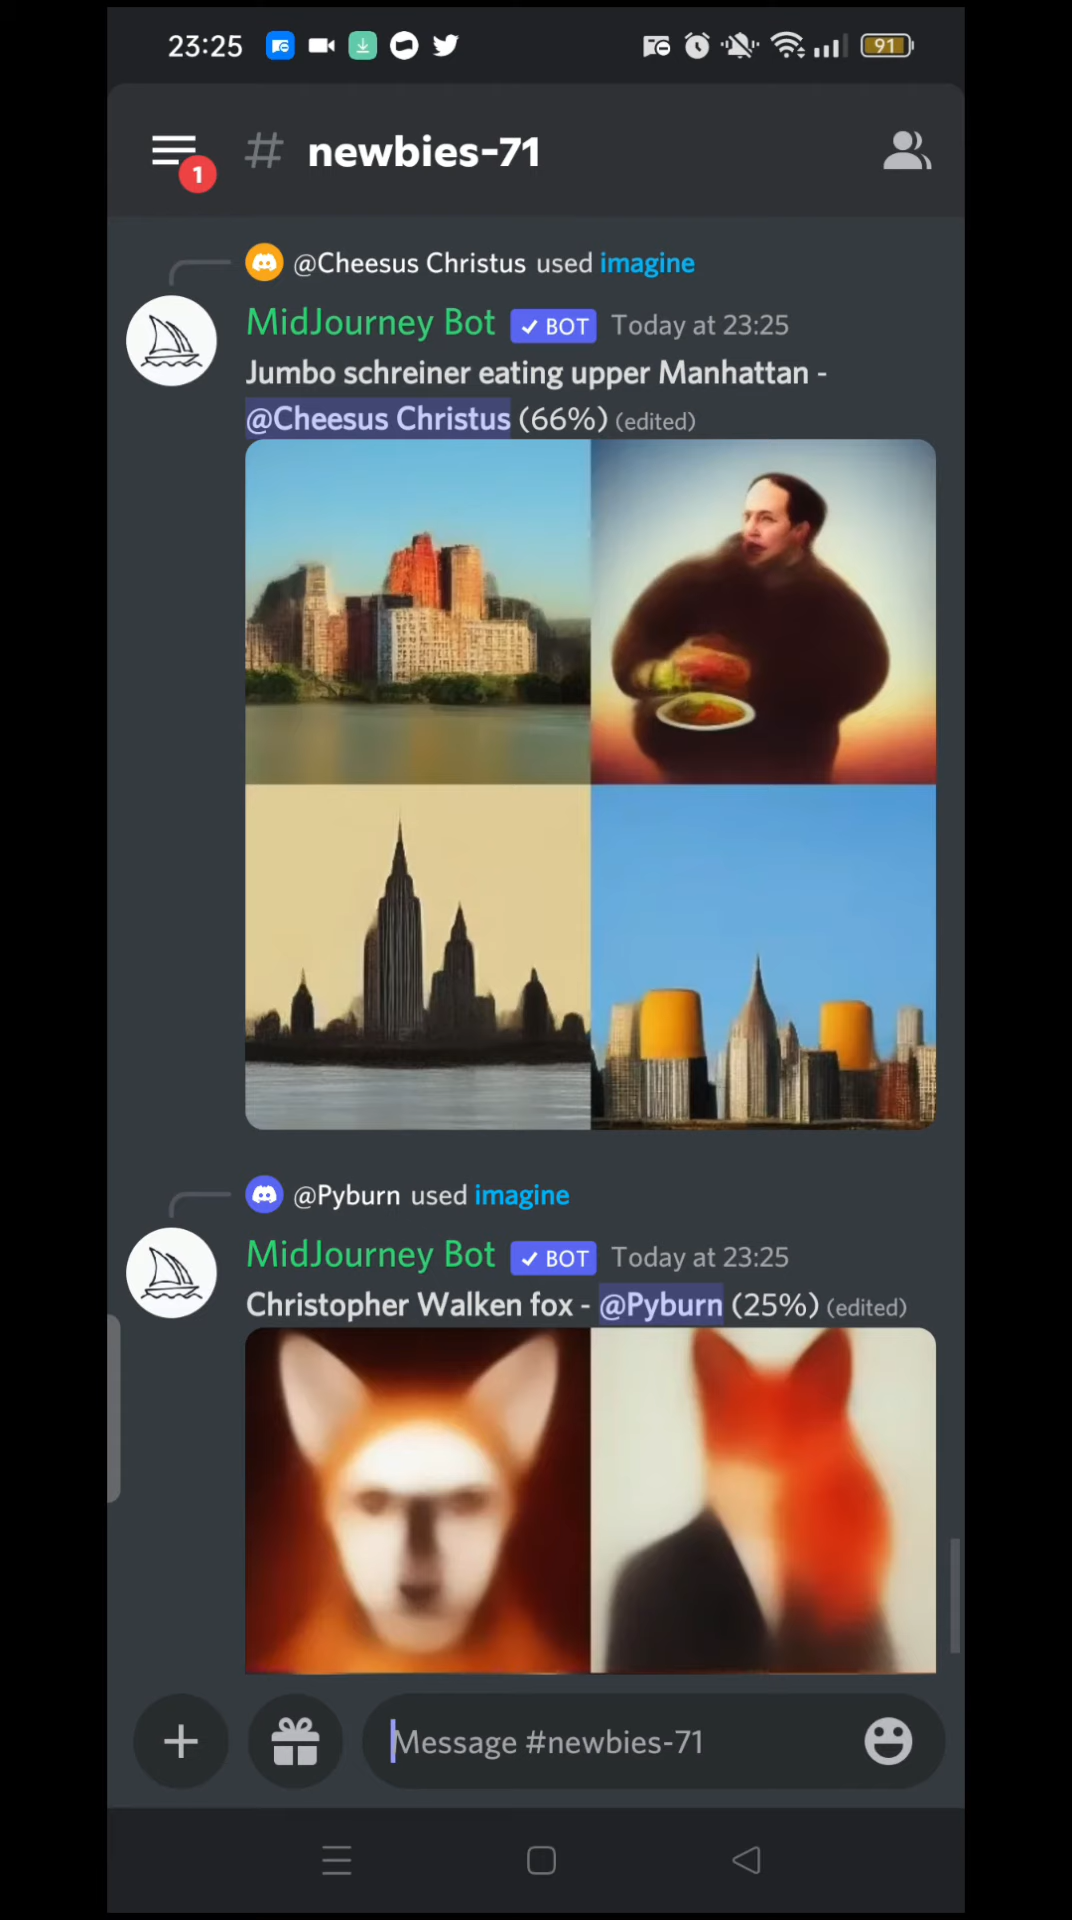 23:25
91
1
# newbies-71
@Cheesus Christus used imagine
MidJourney Bot ✓ BOT Today at 23:25
Jumbo schreiner eating upper Manhattan -
@Cheesus Christus (66%) (edited)
@Pyburn used imagine
MidJourney Bot ✓ BOT Today at 23:25
Christopher Walken fox - @Pyburn (25%) (edited)
Message #newbies-71